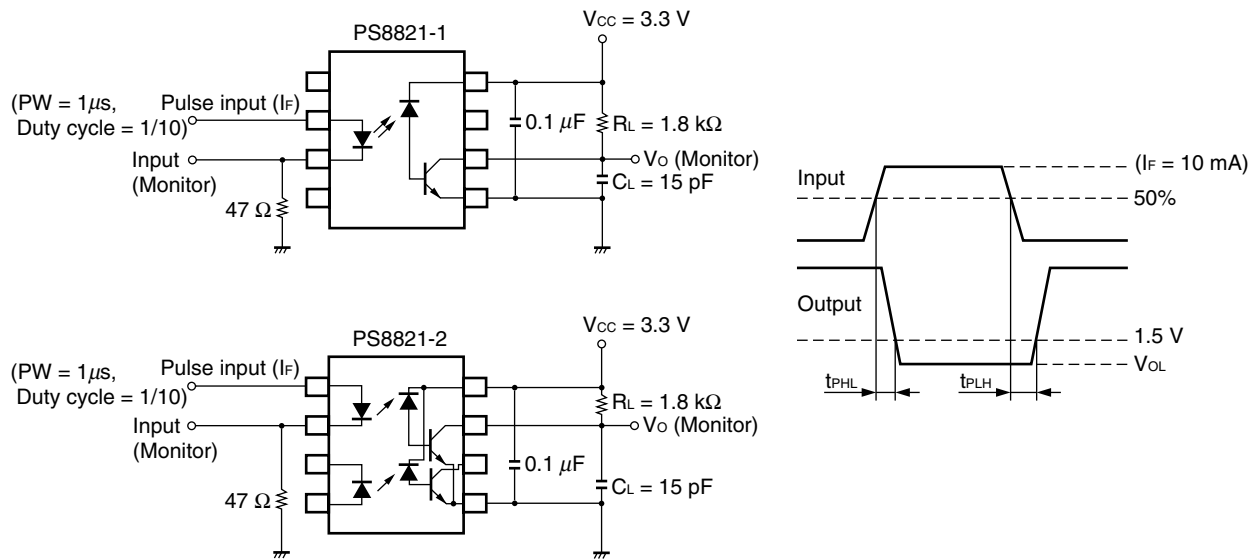 VCC = 3.3 V
PS8821-1
(PW = 1μs,
Duty cycle = 1/10)
Pulse input (IF)
Input
(Monitor)
47 Ω
0.1 μF
RL = 1.8 kΩ
VO (Monitor)
CL = 15 pF
VCC = 3.3 V
PS8821-2
(PW = 1μs,
Duty cycle = 1/10)
Pulse input (IF)
Input
(Monitor)
47 Ω
0.1 μF
RL = 1.8 kΩ
VO (Monitor)
CL = 15 pF
Input
(IF = 10 mA)
50%
Output
1.5 V
VOL
tPHL
tPLH